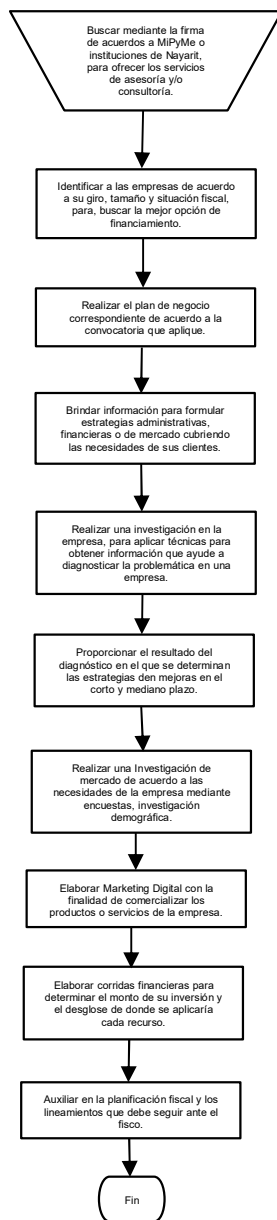 Buscar mediante la firma
de acuerdos a MiPyMe o
instituciones de Nayarit,
para ofrecer los servicios
de asesoría y/o
consultoría.
Identificar a las empresas de acuerdo
a su giro, tamaño y situación fiscal,
para, buscar la mejor opción de
financiamiento.
Realizar el plan de negocio
correspondiente de acuerdo a la
convocatoria que aplique.
Brindar información para formular
estrategias administrativas,
financieras o de mercado cubriendo
las necesidades de sus clientes.
Realizar una investigación en la
empresa, para aplicar técnicas para
obtener información que ayude a
diagnosticar la problemática en una
empresa.
Proporcionar el resultado del
diagnóstico en el que se determinan
las estrategias den mejoras en el
corto y mediano plazo.
Realizar una Investigación de
mercado de acuerdo a las
necesidades de la empresa mediante
encuestas, investigación
demográfica.
Elaborar Marketing Digital con la
finalidad de comercializar los
productos o servicios de la empresa.
Elaborar corridas financieras para
determinar el monto de su inversión y
el desglose de donde se aplicaría
cada recurso.
Auxiliar en la planificación fiscal y los
lineamientos que debe seguir ante el
fisco.
Fin